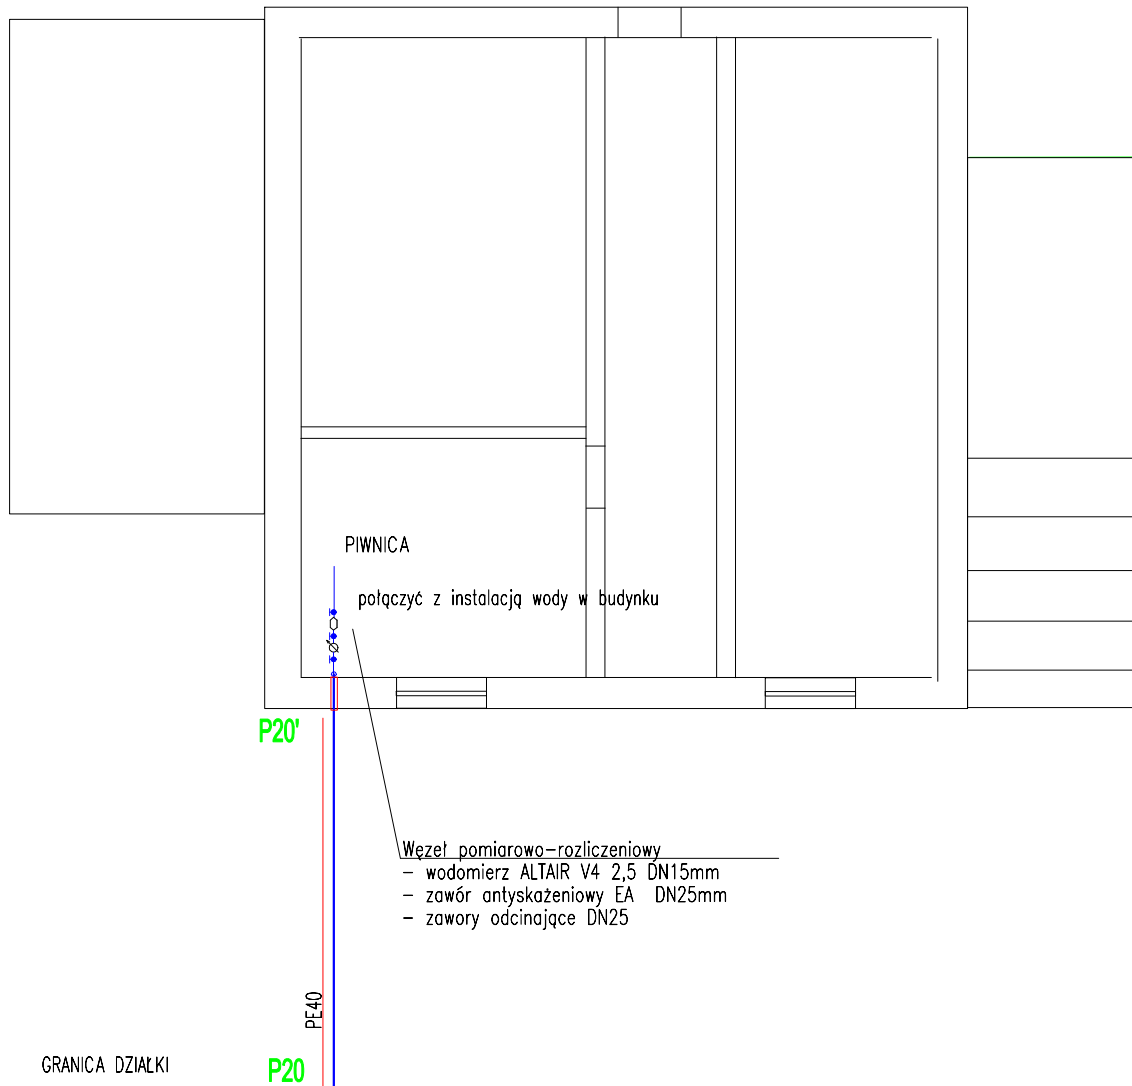 PIWNICA
połączyć z instalacją wody w budynku
P20'
Węzeł pomiarowo-rozliczeniowy
- wodomierz ALTAIR V4 2,5 DN15mm
- zawór antyskażeniowy EA DN25mm
- zawory odcinające DN25
PE40
GRANICA DZIAŁKI
P20